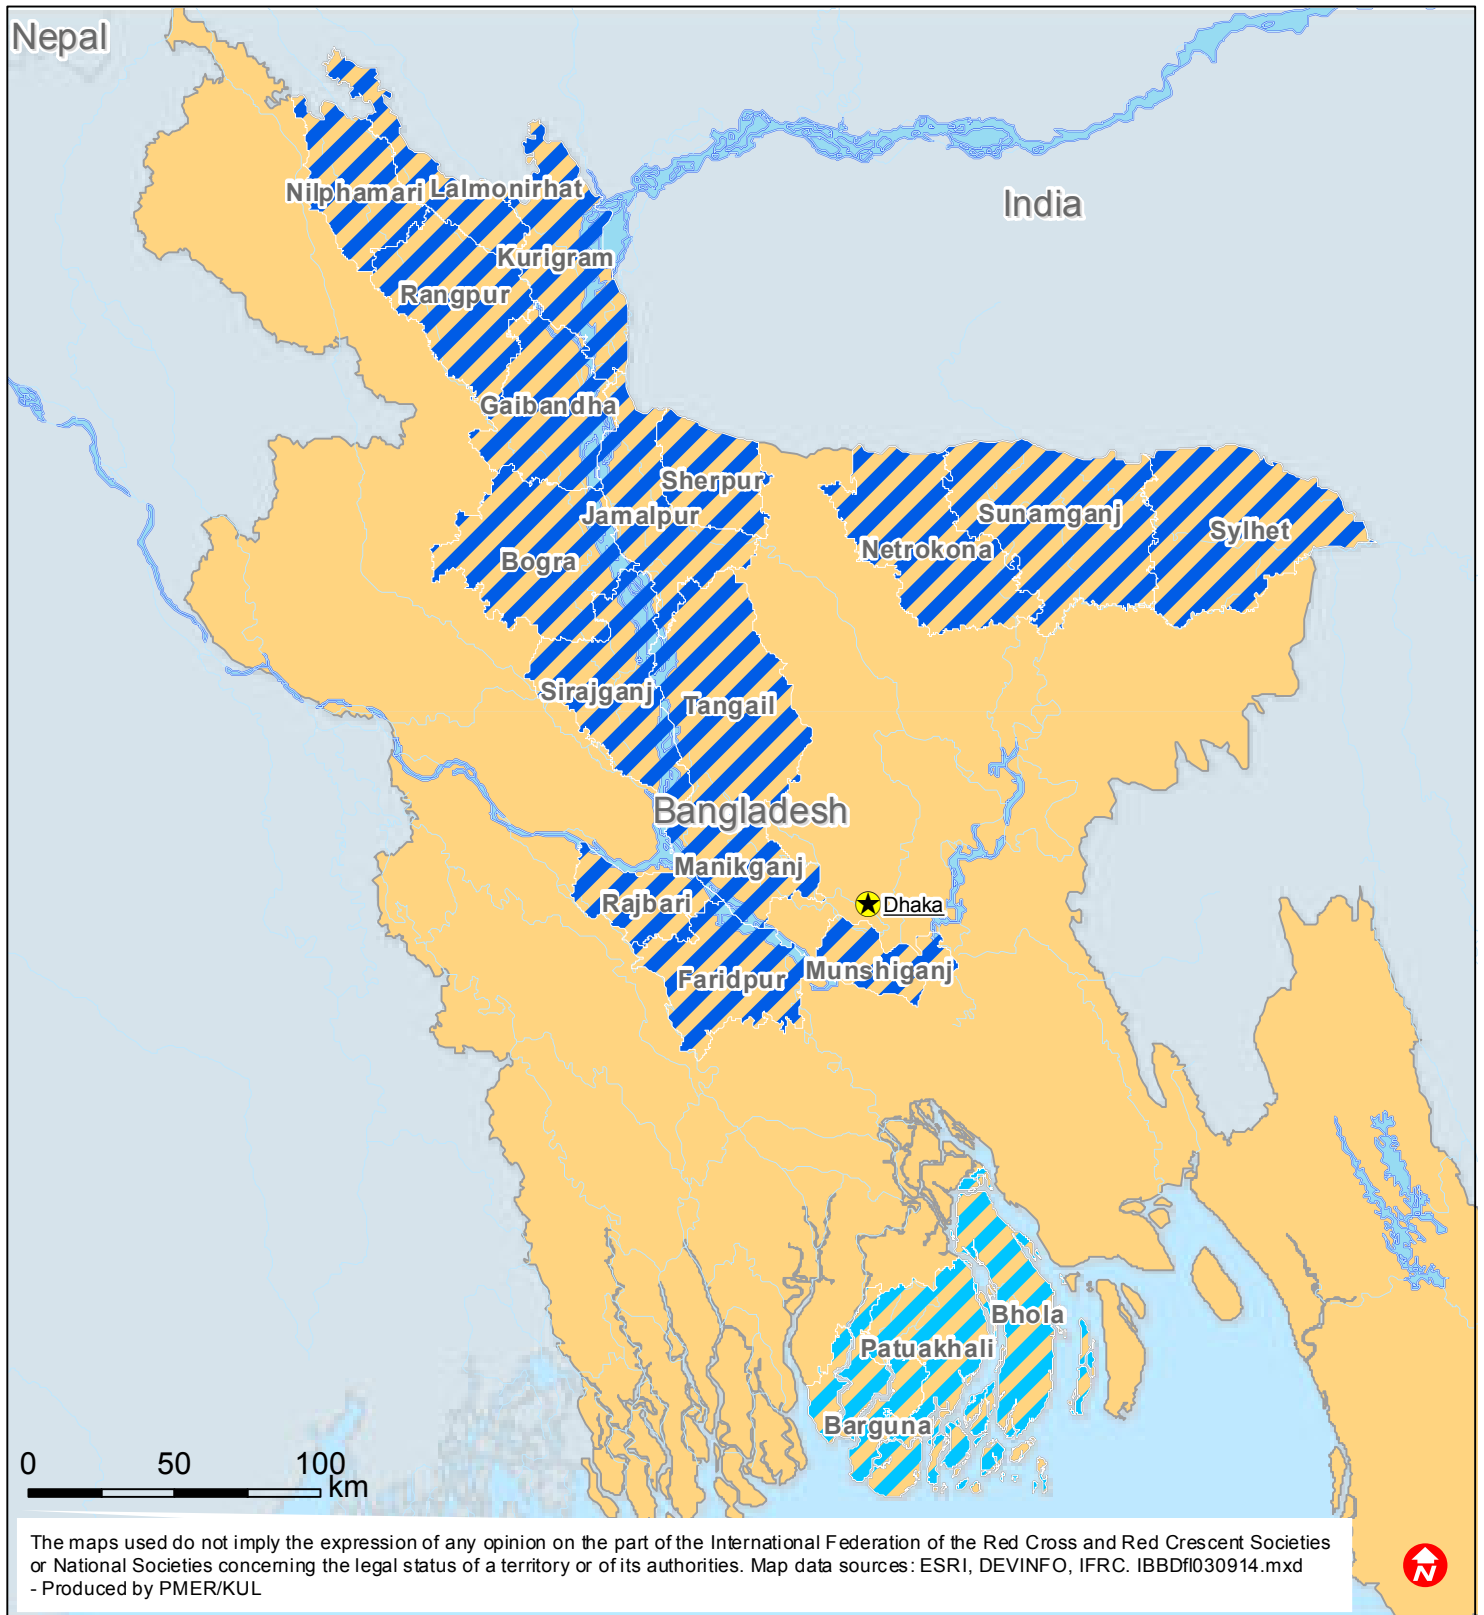 Nepal
India
Nilphamari
Lalmonirhat
Kurigram
Rangpur
Gaibandha
Sherpur
Jamalpur
Bogra
Netrokona
Sunamganj
Sylhet
Sirajganj
Tangail
Bangladesh
Manikganj
Rajbari
Dhaka
Faridpur
Munshiganj
Bhola
Patuakhali
Barguna
0 50 100
km
The maps used do not imply the expression of any opinion on the part of the International Federation of the Red Cross and Red Crescent Societies
or National Societies concerning the legal status of a territory or of its authorities. Map data sources: ESRI, DEVINFO, IFRC. IBBDfl030914.mxd
- Produced by PMER/KUL
N